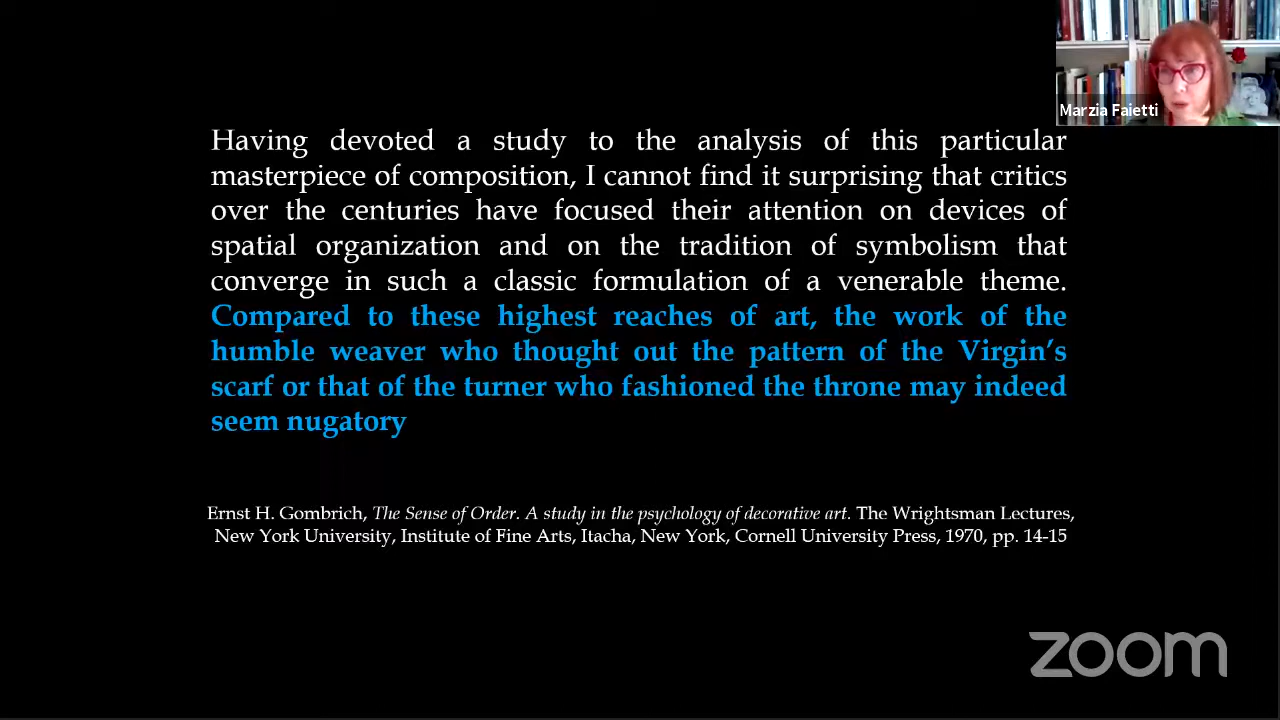 Marzia Faietti
Having devoted a study to the analysis of this particular
masterpiece of composition, I cannot find it surprising that critics
over the centuries have focused their attention on devices of
spatial organization and on the tradition of symbolism that
converge in such a classic formulation of a venerable theme.
Compared to these highest reaches of art, the work of the
humble weaver who thought out the pattern of the Virgin’s
scarf or that of the turner who fashioned the throne may indeed
seem nugatory
Ernst H. Gombrich, The Sense of Order. A study in the psychology of decorative art. The Wrightsman Lectures,
New York University, Institute of Fine Arts, Itacha, New York, Cornell University Press, 1970, pp. 14-15
zoom